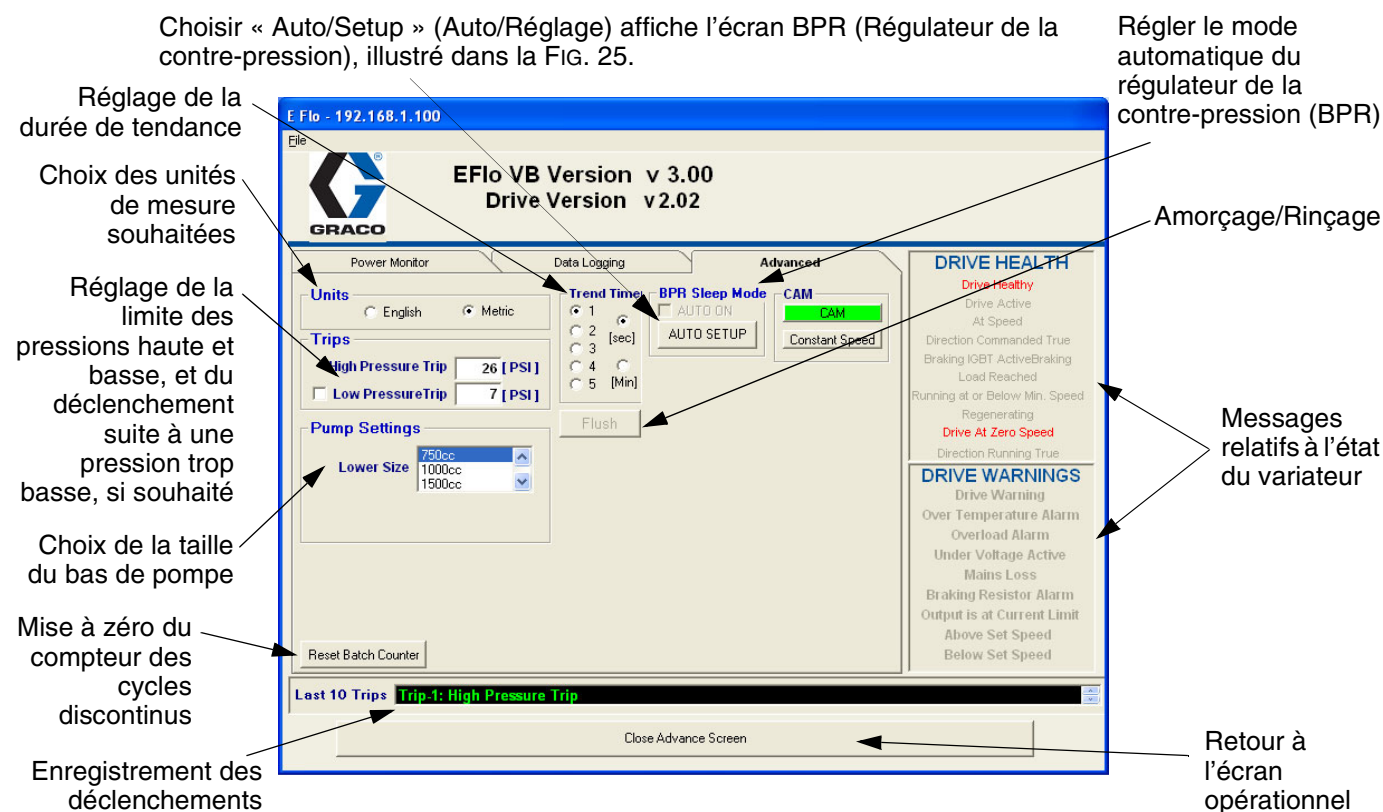 Choisir « Auto/Setup » (Auto/Réglage) affiche l'écran BPR (Régulateur de la
contre-pression), illustré dans la FIG. 25.
Régler le mode
automatique du
régulateur de la
contre-pression (BPR)
Réglage de la
durée de tendance
Choix des unités
de mesure
souhaitées
Réglage de la
limite des
pressions haute et
basse, et du
déclenchement
suite à une
pression trop
basse, si souhaité
Choix de la taille
du bas de pompe
Mise à zéro du
compteur des
cycles
discontinus
Enregistrement des
déclenchements
E Flo - 192.168.1.100
File
GRACO
®
EFlo VB Version v 3.00
Drive Version v2.02
Power Monitor
Data Logging
Advanced
Units
English
Metric
Trips
High Pressure Trip 26 [ PSI ]
Low PressureTrip 7 [ PSI ]
Pump Settings
Lower Size
750cc
1000cc
1500cc
Trend Time
1
2
3
4
5
[sec]
[Min]
BPR Sleep Mode
AUTO ON
AUTO SETUP
CAM
CAM
Constant Speed
Flush
Reset Batch Counter
DRIVE HEALTH
Drive Healthy
Drive Active
At Speed
Direction Commanded True
Braking IGBT ActiveBraking
Load Reached
Running at or Below Min. Speed
Regenerating
Drive At Zero Speed
Direction Running True
DRIVE WARNINGS
Drive Warning
Over Temperature Alarm
Overload Alarm
Under Voltage Active
Mains Loss
Braking Resistor Alarm
Output is at Current Limit
Above Set Speed
Below Set Speed
Last 10 Trips Trip-1: High Pressure Trip
Close Advance Screen
Amorçage/Rinçage
Messages
relatifs à l'état
du variateur
Retour à
l'écran
opérationnel